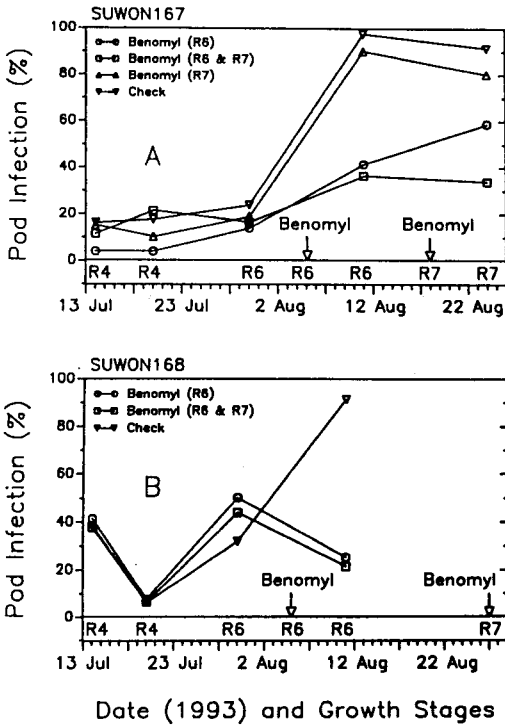 SUWON167
Pod Infection (%)
100
80
60
40
20
0
Benomyl (R6)
Benomyl (R6 & R7)
Benomyl (R7)
Check
A
Benomyl
Benomyl
R4 R4 R6 R6 R6 R7 R7
13 Jul 23 Jul 2 Aug 12 Aug 22 Aug
SUWON168
Pod Infection (%)
100
80
60
40
20
0
Benomyl (R6)
Benomyl (R6 & R7)
Check
B
Benomyl
Benomyl
R4 R4 R6 R6 R6 R7
13 Jul 23 Jul 2 Aug 12 Aug 22 Aug
Date (1993) and Growth Stages